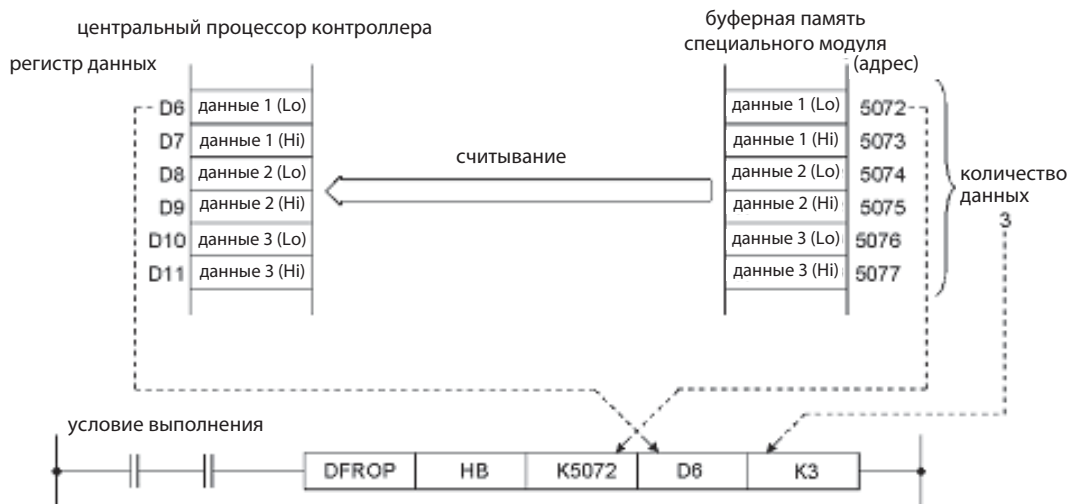 центральный процессор контроллера
буферная память
специального модуля
регистр данных
(адрес)
D6 данные 1 (Lo) данные 1 (Lo) 5072
D7 данные 1 (Hi) данные 1 (Hi) 5073
считывание
D8 данные 2 (Lo) данные 2 (Lo) 5074
количество
данных
D9 данные 2 (Hi) данные 2 (Hi) 5075
3
D10 данные 3 (Lo) данные 3 (Lo) 5076
D11 данные 3 (Hi) данные 3 (Hi) 5077
условие выполнения
DFROP HB K5072 D6 K3